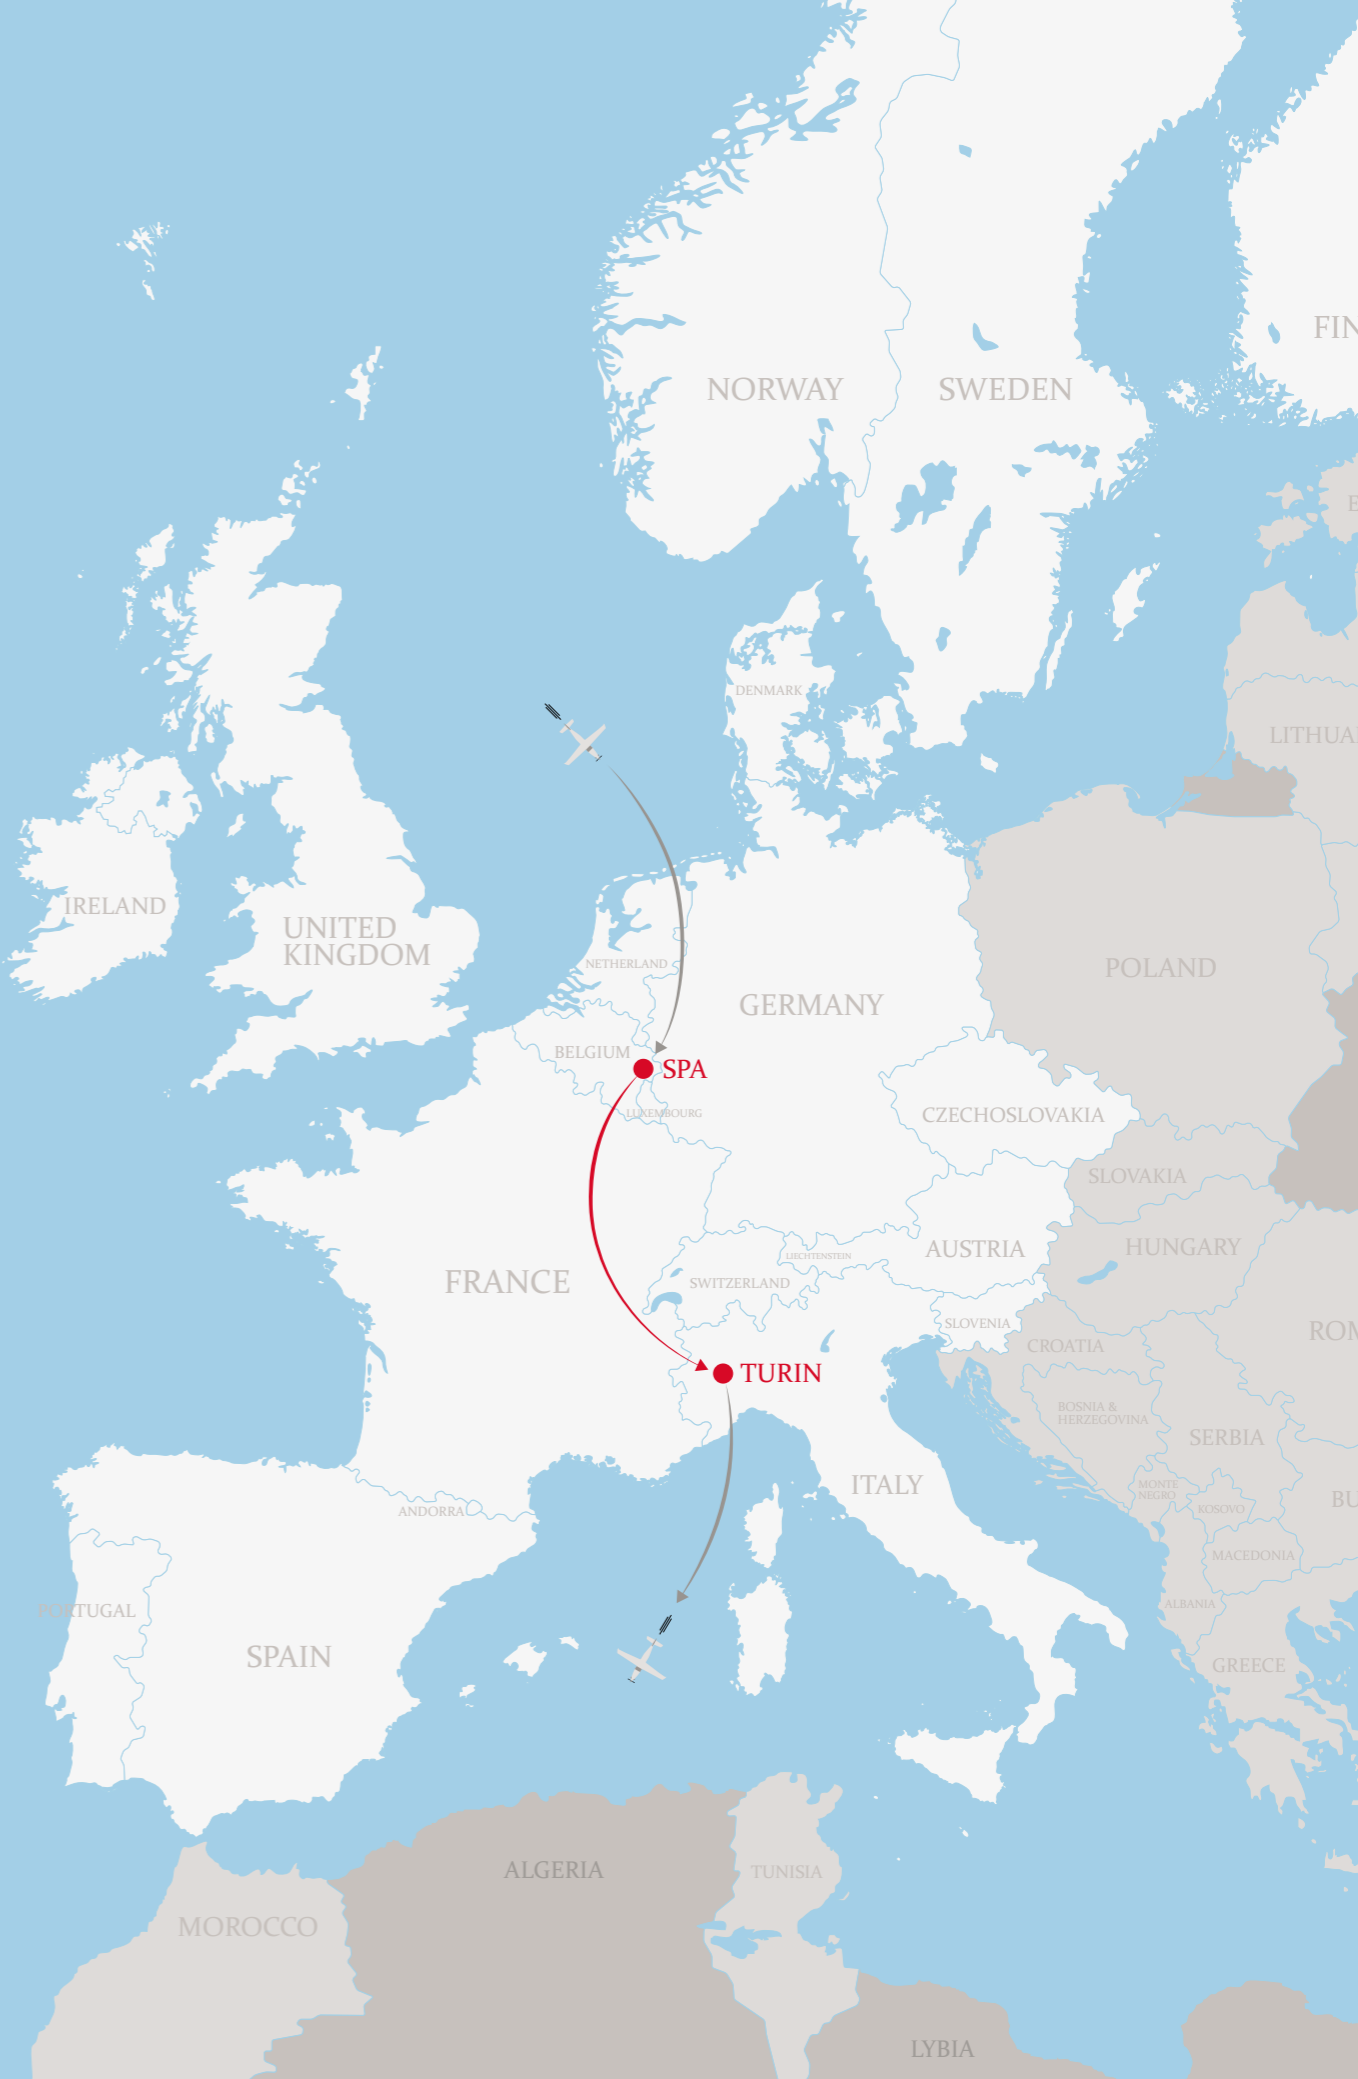 FIN
NORWAY
SWEDEN
E
DENMARK
LITHUA
IRELAND
UNITED
KINGDOM
NETHERLAND
POLAND
GERMANY
BELGIUM
SPA
LUXEMBOURG
CZECHOSLOVAKIA
SLOVAKIA
AUSTRIA
HUNGARY
LIECHTENSTEIN
FRANCE
SWITZERLAND
SLOVENIA
ROM
CROATIA
TURIN
BOSNIA &
HERZEGOVINA
SERBIA
ITALY
MONTE
NEGRO
BU
KOSOVO
ANDORRA
MACEDONIA
ALBANIA
PORTUGAL
SPAIN
GREECE
ALGERIA
TUNISIA
MOROCCO
LYBIA